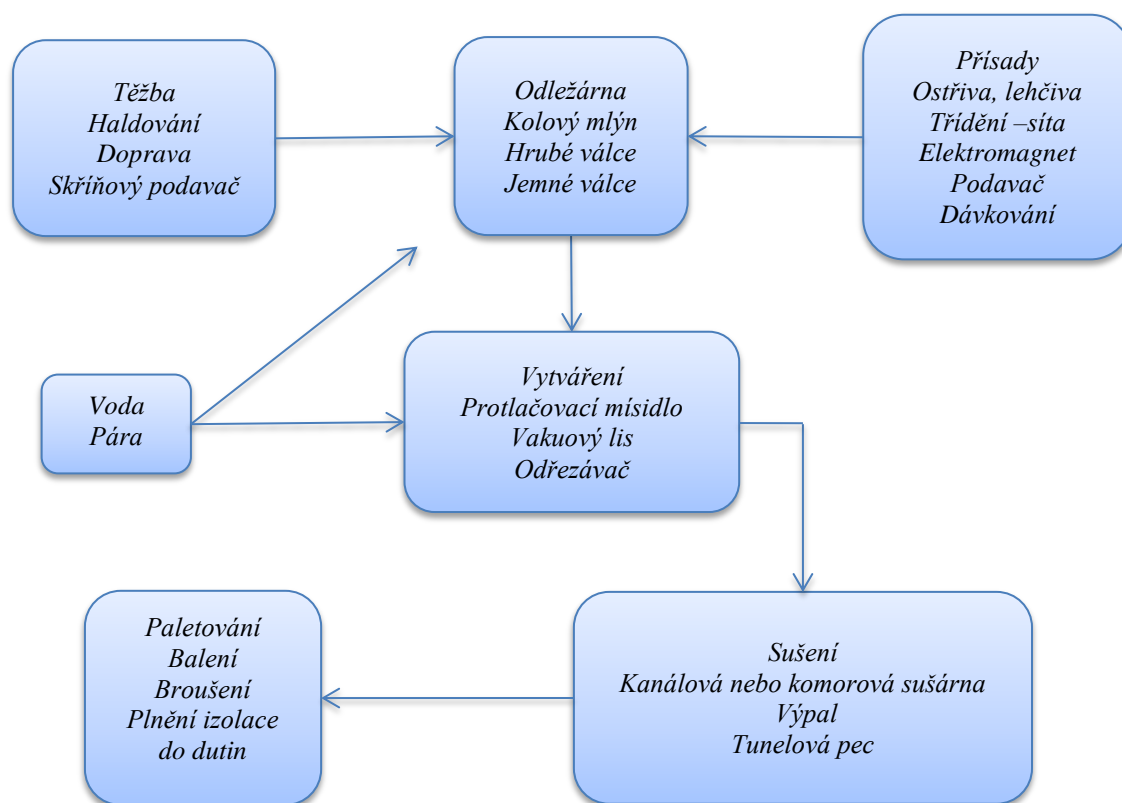 Těžba
Haldování
Doprava
Skříňový podavač
Odležárna
Kolový mlýn
Hrubé válce
Jemné válce
Přísady
Ostřiva, lehčiva
Třídění –síta
Elektromagnet
Podavač
Dávkování
Voda
Pára
Vytváření
Protlačovací mísidlo
Vakuový lis
Odřezávač
Paletování
Balení
Broušení
Plnění izolace
do dutin
Sušení
Kanálová nebo komorová sušárna
Výpal
Tunelová pec